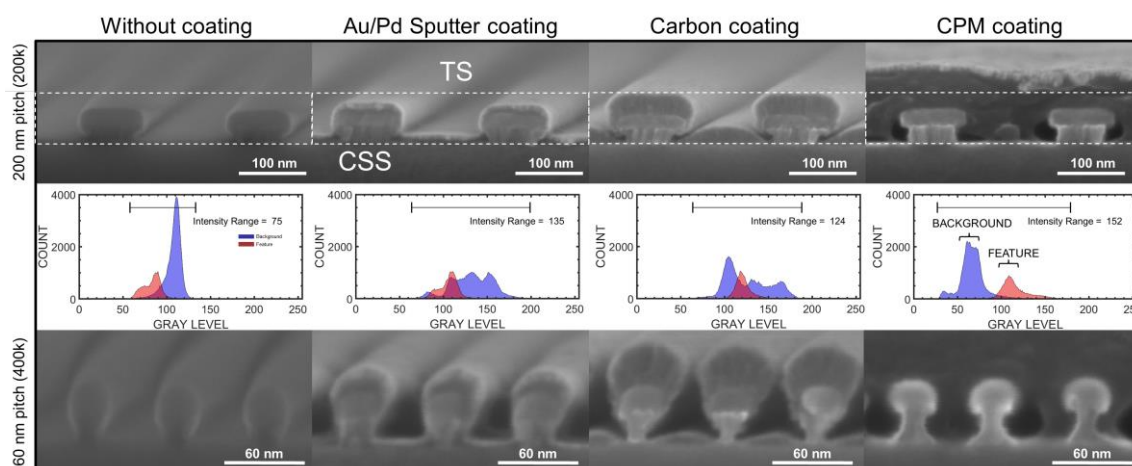 Without coating
Au/Pd Sputter coating
Carbon coating
CPM coating
200 nm pitch (200k)
TS
CSS
100 nm
100 nm
100 nm
100 nm
4000
2000
0
COUNT
Intensity Range = 75
Background
Feature
0 50 100 150 200 250
GRAY LEVEL
4000
2000
0
COUNT
Intensity Range = 135
0 50 100 150 200 250
GRAY LEVEL
4000
2000
0
COUNT
Intensity Range = 124
0 50 100 150 200 250
GRAY LEVEL
4000
2000
0
COUNT
Intensity Range = 152
BACKGROUND
FEATURE
0 50 100 150 200 25
GRAY LEVEL
60 nm pitch (400k)
60 nm
60 nm
60 nm
60 nm